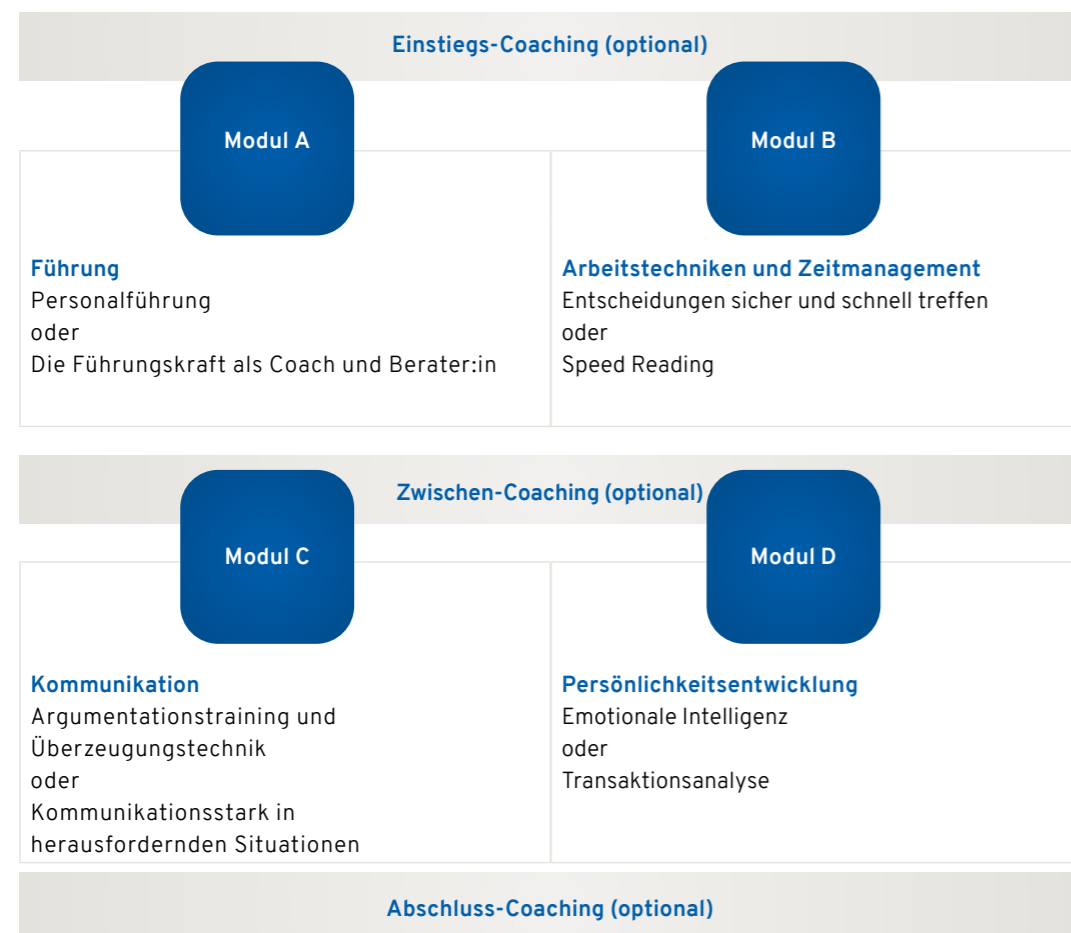 Einstiegs-Coaching (optional)
Modul A
Führung
Personalführung
oder
Die Führungskraft als Coach und Berater:in
Modul B
Arbeitstechniken und Zeitmanagement
Entscheidungen sicher und schnell treffen
oder
Speed Reading
Zwischen-Coaching (optional)
Modul C
Kommunikation
Argumentationstraining und
Überzeugungstechnik
oder
Kommunikationsstark in
herausfordernden Situationen
Modul D
Persönlichkeitsentwicklung
Emotionale Intelligenz
oder
Transaktionsanalyse
Abschluss-Coaching (optional)